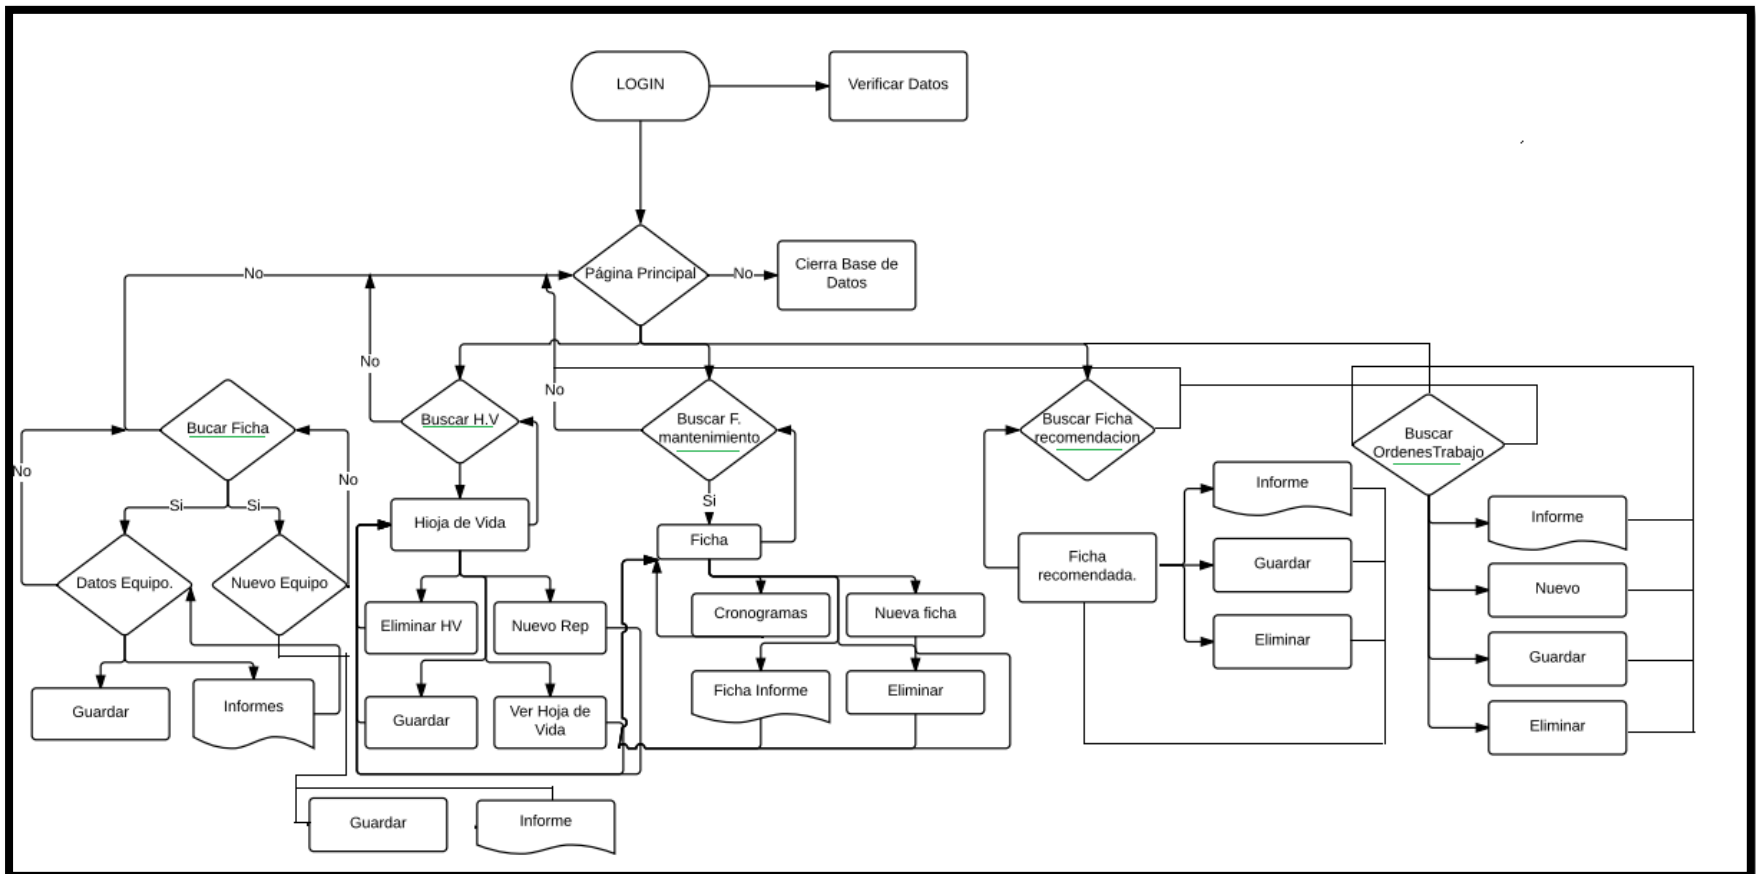 LOGIN
Verificar Datos
Página Principal
No
No
Cierra Base de
Datos
No
No
Bucar Ficha
Buscar H.V
Buscar F.
mantenimiento
Buscar Ficha
recomendacion
Buscar
OrdenesTrabajo
No
No
Si
Si
Si
Hioja de Vida
Ficha
Informe
Informe
Datos Equipo.
Nuevo Equipo
Ficha
recomendada.
Guardar
Nuevo
Eliminar HV
Nuevo Rep
Cronogramas
Nueva ficha
Eliminar
Guardar
Guardar
Informes
Guardar
Ver Hoja de
Vida
Ficha Informe
Eliminar
Eliminar
Guardar
Informe